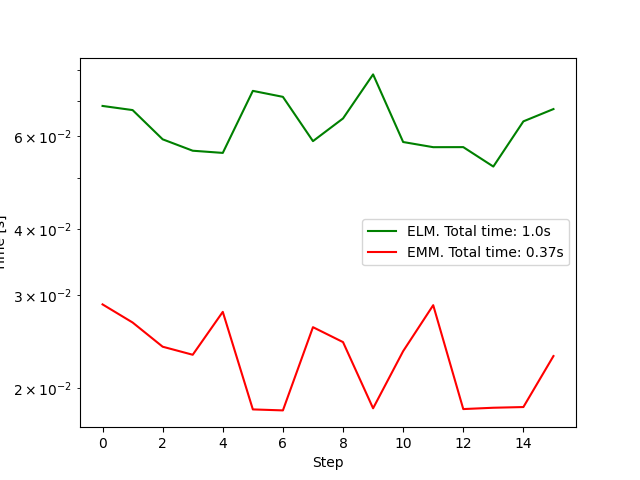 6 × 10⁻²
4 × 10⁻²
3 × 10⁻²
2 × 10⁻²
Time [s]
ELM. Total time: 1.0s
EMM. Total time: 0.37s
0 2 4 6 8 10 12 14
Step